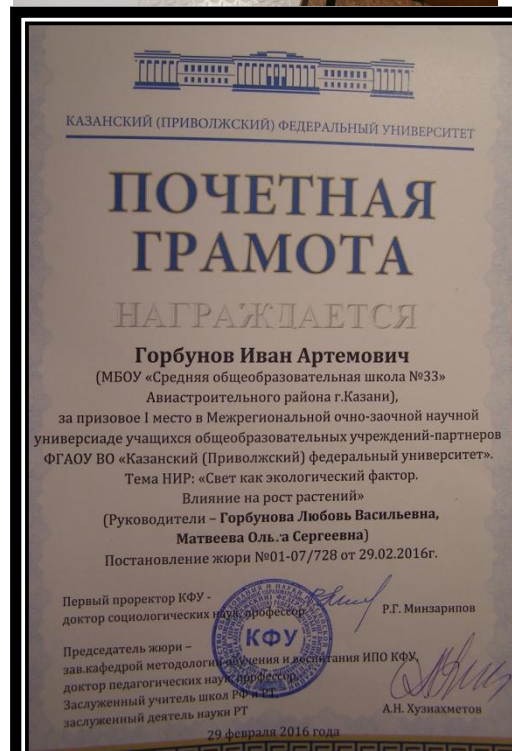 КАЗАНСКИЙ (ПРИВОЛЖСКИЙ) ФЕДЕРАЛЬНЫЙ УНИВЕРСИТЕТ
ПОЧЕТНАЯ
ГРАМОТА
НАГРАЖДАЕТСЯ
Горбунов Иван Артемович
(МБОУ «Средняя общеобразовательная школа №33»
Авиастроительного района г.Казани),
за призовое I место в Межрегиональной очно-заочной научной
универсиаде учащихся общеобразовательных учреждений-партнеров
ФГАОУ ВО «Казанский (Приволжский) федеральный университет».
Тема НИР: «Свет как экологический фактор.
Влияние на рост растений»
(Руководители – Горбунова Любовь Васильевна,
Матвеева Ольга Сергеевна)
Постановление жюри №01-07/728 от 29.02.2016г.
Первый проректор КФУ -
доктор социологических наук, профессор
Р.Г. Минзарипов
КФУ
Председатель жюри –
зав.кафедрой методологии обучения и воспитания ИПО КФУ,
доктор педагогических наук, профессор,
Заслуженный учитель школ РФ и РТ,
заслуженный деятель науки РТ
А.Н. Хузиахметов
29 февраля 2016 года